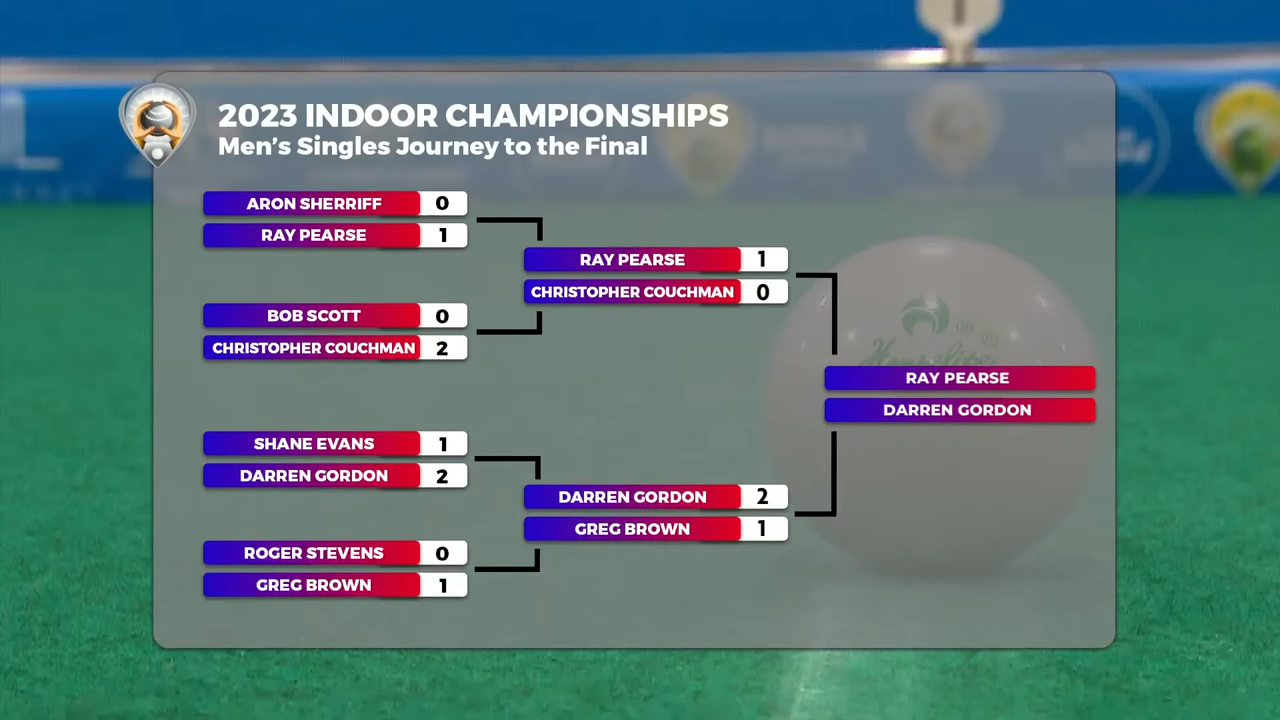 2023 INDOOR CHAMPIONSHIPS
Men's Singles Journey to the Final
ARON SHERRIFF 0
RAY PEARSE 1
BOB SCOTT 0
CHRISTOPHER COUCHMAN 2
SHANE EVANS 1
DARREN GORDON 2
ROGER STEVENS 0
GREG BROWN 1
RAY PEARSE 1
CHRISTOPHER COUCHMAN 0
DARREN GORDON 2
GREG BROWN 1
RAY PEARSE
DARREN GORDON